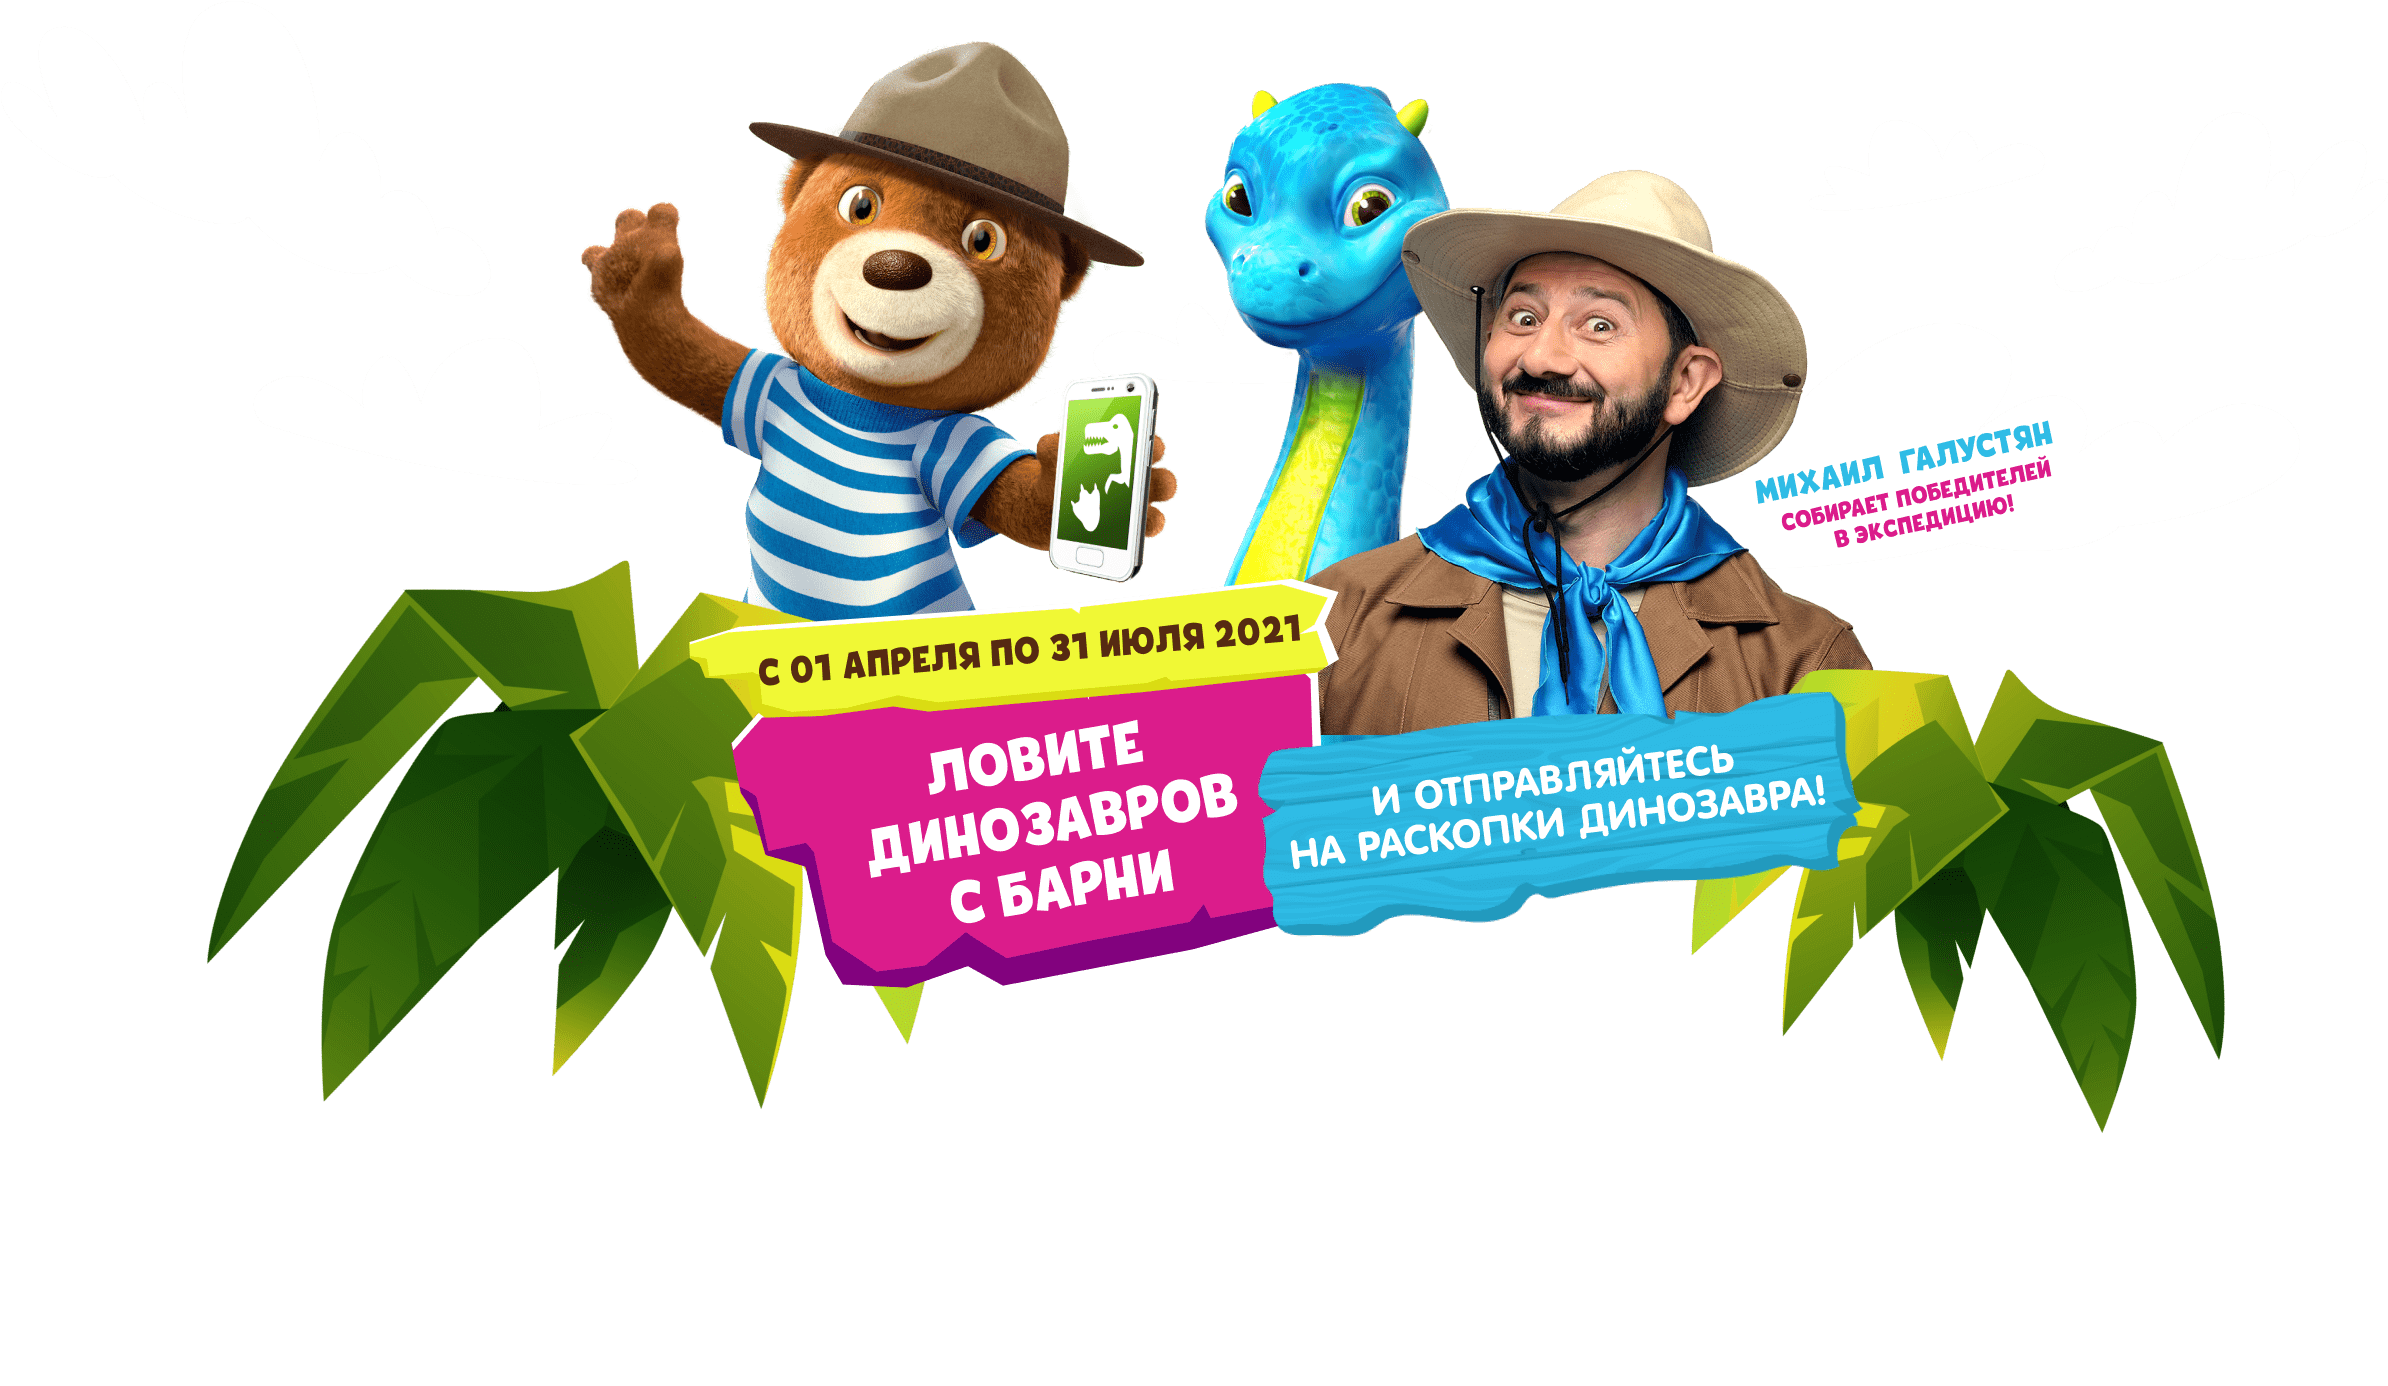 МИХАИЛ ГАЛУСТЯН
СОБИРАЕТ ПОБЕДИТЕЛЕЙ
В ЭКСПЕДИЦИЮ!
С 01 АПРЕЛЯ ПО 31 ИЮЛЯ 2021
ЛОВИТЕ
ДИНОЗАВРОВ
С БАРНИ
И ОТПРАВЛЯЙТЕСЬ
НА РАСКОПКИ ДИНОЗАВРА!